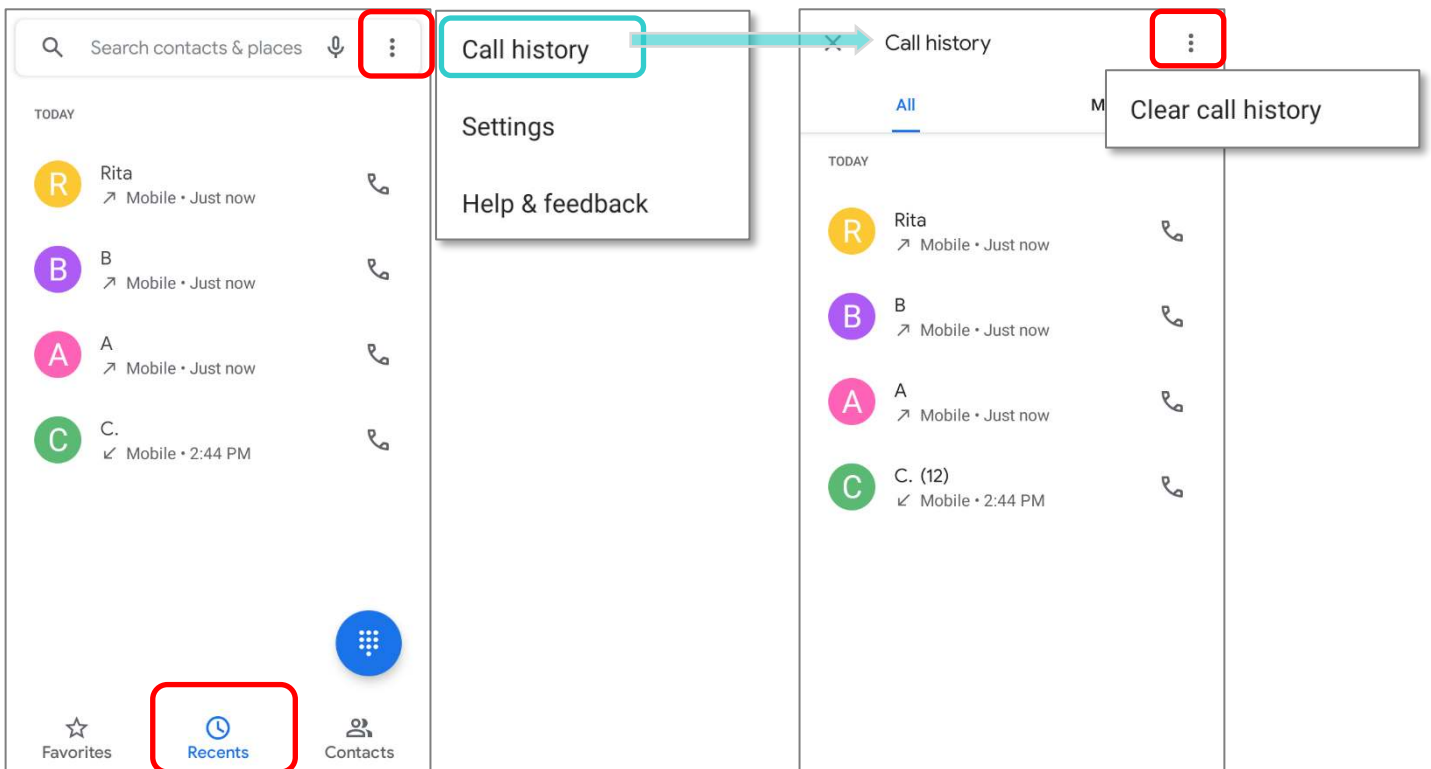 Search contacts & places
TODAY
R
Rita
Mobile • Just now
B
B
Mobile • Just now
A
A
Mobile • Just now
C
C.
Mobile • 2:44 PM
Favorites
Recents
Contacts
Call history
Settings
Help & feedback
Call history
All
M
Clear call history
TODAY
R
Rita
Mobile • Just now
B
B
Mobile • Just now
A
A
Mobile • Just now
C
C. (12)
Mobile • 2:44 PM